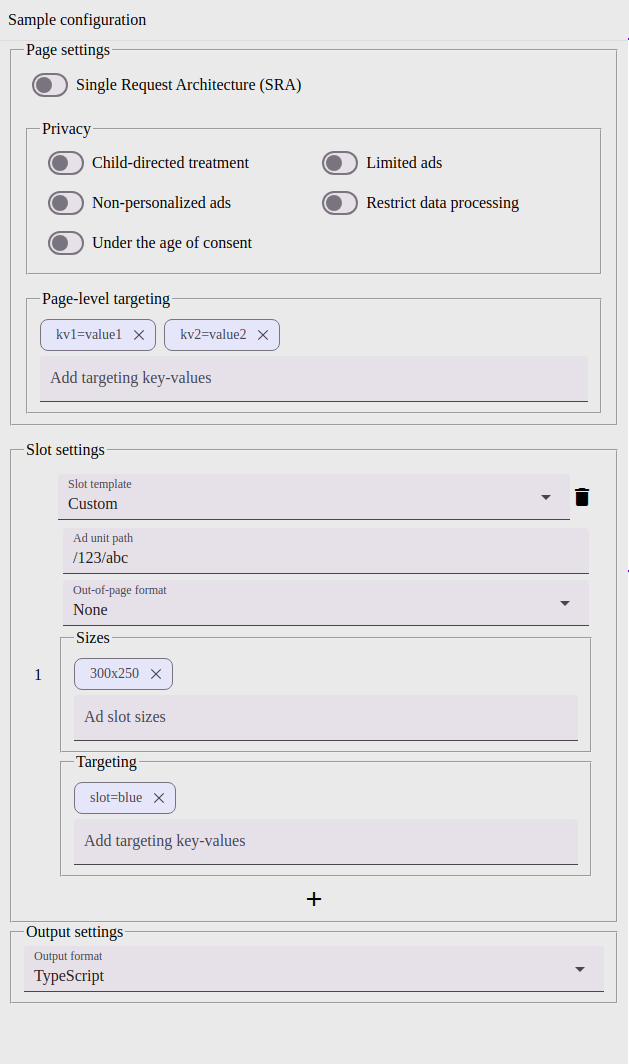 Sample configuration
Page settings
Single Request Architecture (SRA)
Privacy
Child-directed treatment
Limited ads
Non-personalized ads
Restrict data processing
Under the age of consent
Page-level targeting
kv1=value1
kv2=value2
Add targeting key-values
Slot settings
Slot template
Custom
Ad unit path
/123/abc
Out-of-page format
None
Sizes
1
300x250
Add slot sizes
Targeting
slot=blue
Add targeting key-values
Output settings
Output format
TypeScript